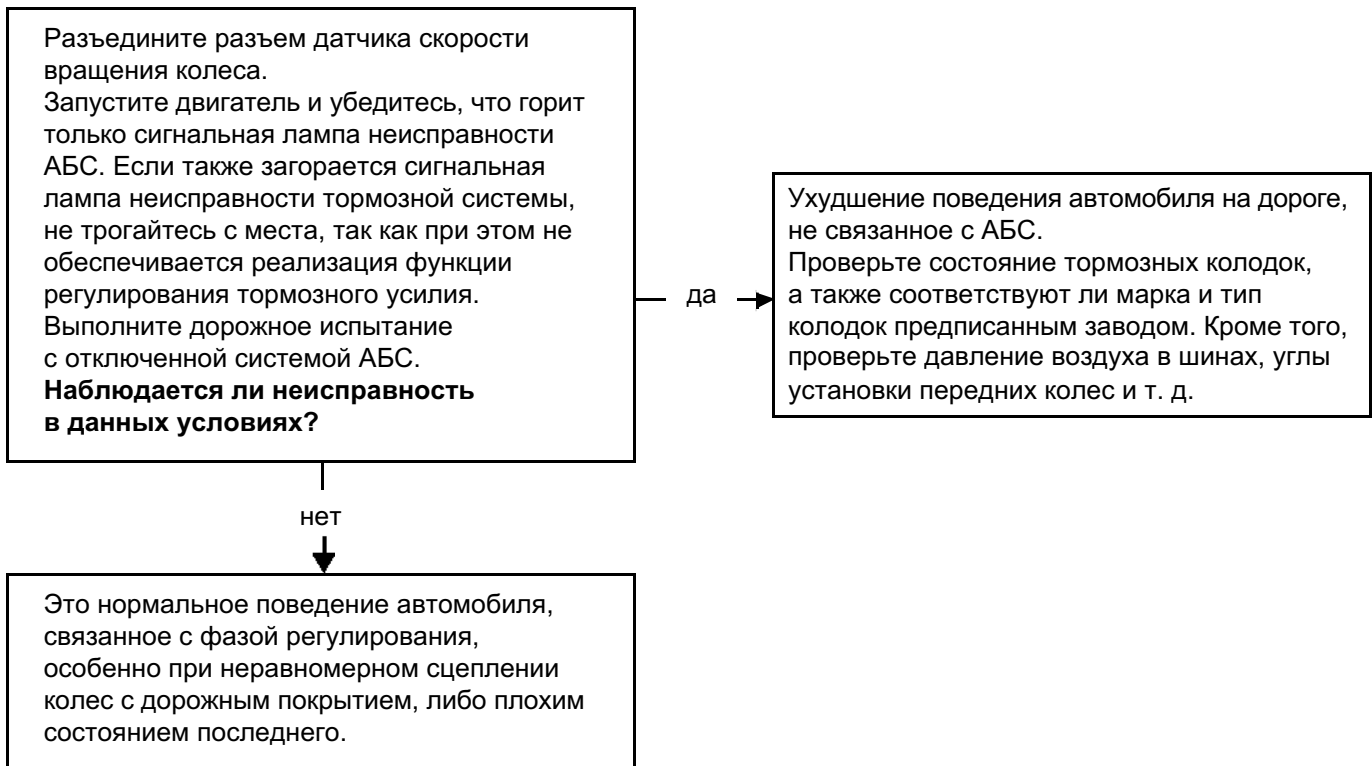 Разъедините разъем датчика скорости
вращения колеса.
Запустите двигатель и убедитесь, что горит
только сигнальная лампа неисправности
АБС. Если также загорается сигнальная
лампа неисправности тормозной системы,
не трогайтесь с места, так как при этом не
обеспечивается реализация функции
регулирования тормозного усилия.
Выполните дорожное испытание
с отключенной системой АБС.
Наблюдается ли неисправность
в данных условиях?
да
Ухудшение поведения автомобиля на дороге,
не связанное с АБС.
Проверьте состояние тормозных колодок,
а также соответствуют ли марка и тип
колодок предписанным заводом. Кроме того,
проверьте давление воздуха в шинах, углы
установки передних колес и т. д.
нет
Это нормальное поведение автомобиля,
связанное с фазой регулирования,
особенно при неравномерном сцеплении
колес с дорожным покрытием, либо плохим
состоянием последнего.